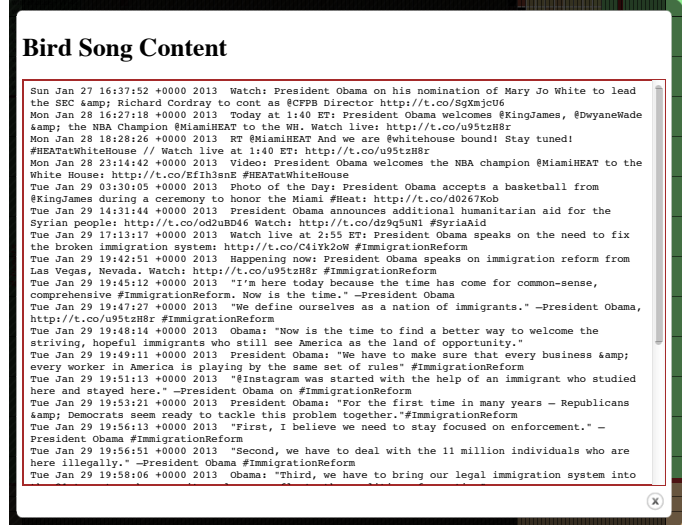 Bird Song Content
Sun Jan 27 16:37:52 +0000 2013  Watch: President Obama on his nomination of Mary Jo White to lead
the SEC &amp; Richard Cordray to cont as @CFPB Director http://t.co/SgXmjcU6
Mon Jan 28 16:27:18 +0000 2013  Today at 1:40 ET: President Obama welcomes @KingJames, @DwyaneWade
&amp; the NBA Champion @MiamiHEAT to the WH. Watch live: http://t.co/u95tzH8r
Mon Jan 28 18:28:26 +0000 2013  RT @MiamiHEAT And we are @whitehouse bound! Stay tuned!
#HEATatWhiteHouse // Watch live at 1:40 ET: http://t.co/u95tzH8r
Mon Jan 28 23:14:42 +0000 2013  Video: President Obama welcomes the NBA champion @MiamiHEAT to the
White House: http://t.co/EfIh3snE #HEATatWhiteHouse
Tue Jan 29 03:30:05 +0000 2013  Photo of the Day: President Obama accepts a basketball from
@KingJames during a ceremony to honor the Miami #Heat: http://t.co/d0267Kob
Tue Jan 29 14:31:44 +0000 2013  President Obama announces additional humanitarian aid for the
Syrian people: http://t.co/od2uBD46 Watch: http://t.co/dz9q5uN1 #SyriaAid
Tue Jan 29 17:13:17 +0000 2013  Watch live at 2:55 ET: President Obama speaks on the need to fix
the broken immigration system: http://t.co/C4iYk2oW #ImmigrationReform
Tue Jan 29 19:42:51 +0000 2013  Happening now: President Obama speaks on immigration reform from
Las Vegas, Nevada. Watch: http://t.co/u95tzH8r #ImmigrationReform
Tue Jan 29 19:45:12 +0000 2013  "I'm here today because the time has come for common-sense,
comprehensive #ImmigrationReform. Now is the time." —President Obama
Tue Jan 29 19:47:27 +0000 2013  "We define ourselves as a nation of immigrants." —President Obama,
http://t.co/u95tzH8r #ImmigrationReform
Tue Jan 29 19:48:14 +0000 2013  Obama: "Now is the time to find a better way to welcome the
striving, hopeful immigrants who still see America as the land of opportunity."
Tue Jan 29 19:49:11 +0000 2013  President Obama: "We have to make sure that every business &amp;
every worker in America is playing by the same set of rules" #ImmigrationReform
Tue Jan 29 19:51:13 +0000 2013  "@Instagram was started with the help of an immigrant who studied
here and stayed here." —President Obama on #ImmigrationReform
Tue Jan 29 19:53:21 +0000 2013  President Obama: "For the first time in many years – Republicans
&amp; Democrats seem ready to tackle this problem together."#ImmigrationReform
Tue Jan 29 19:56:13 +0000 2013  "First, I believe we need to stay focused on enforcement." —
President Obama #ImmigrationReform
Tue Jan 29 19:56:51 +0000 2013  "Second, we have to deal with the 11 million individuals who are
here illegally." —President Obama #ImmigrationReform
Tue Jan 29 19:58:06 +0000 2013  Obama: "Third, we have to bring our legal immigration system into